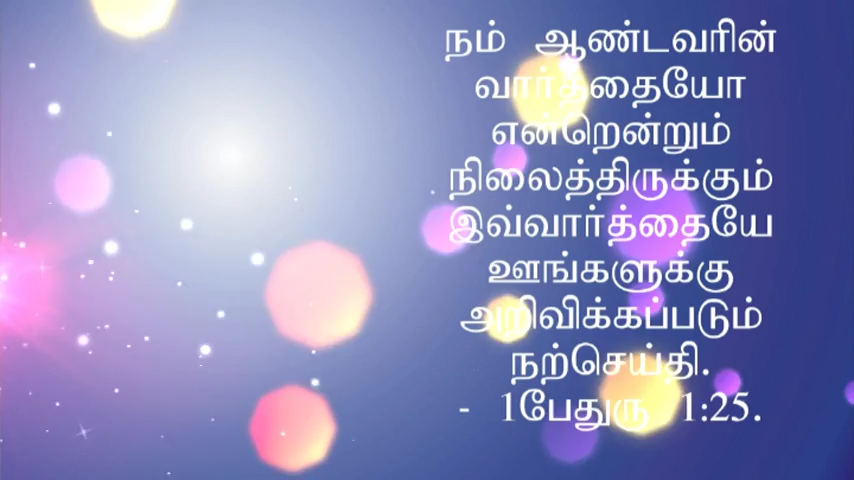 நம் ஆண்டவரின்
வார்த்தையோ
என்றென்றும்
நிலைத்திருக்கும்
இவ்வார்த்தையே
ஊங்களுக்கு
அறிவிக்கப்படும்
நற்செய்தி.
- 1பேதுரு 1:25.